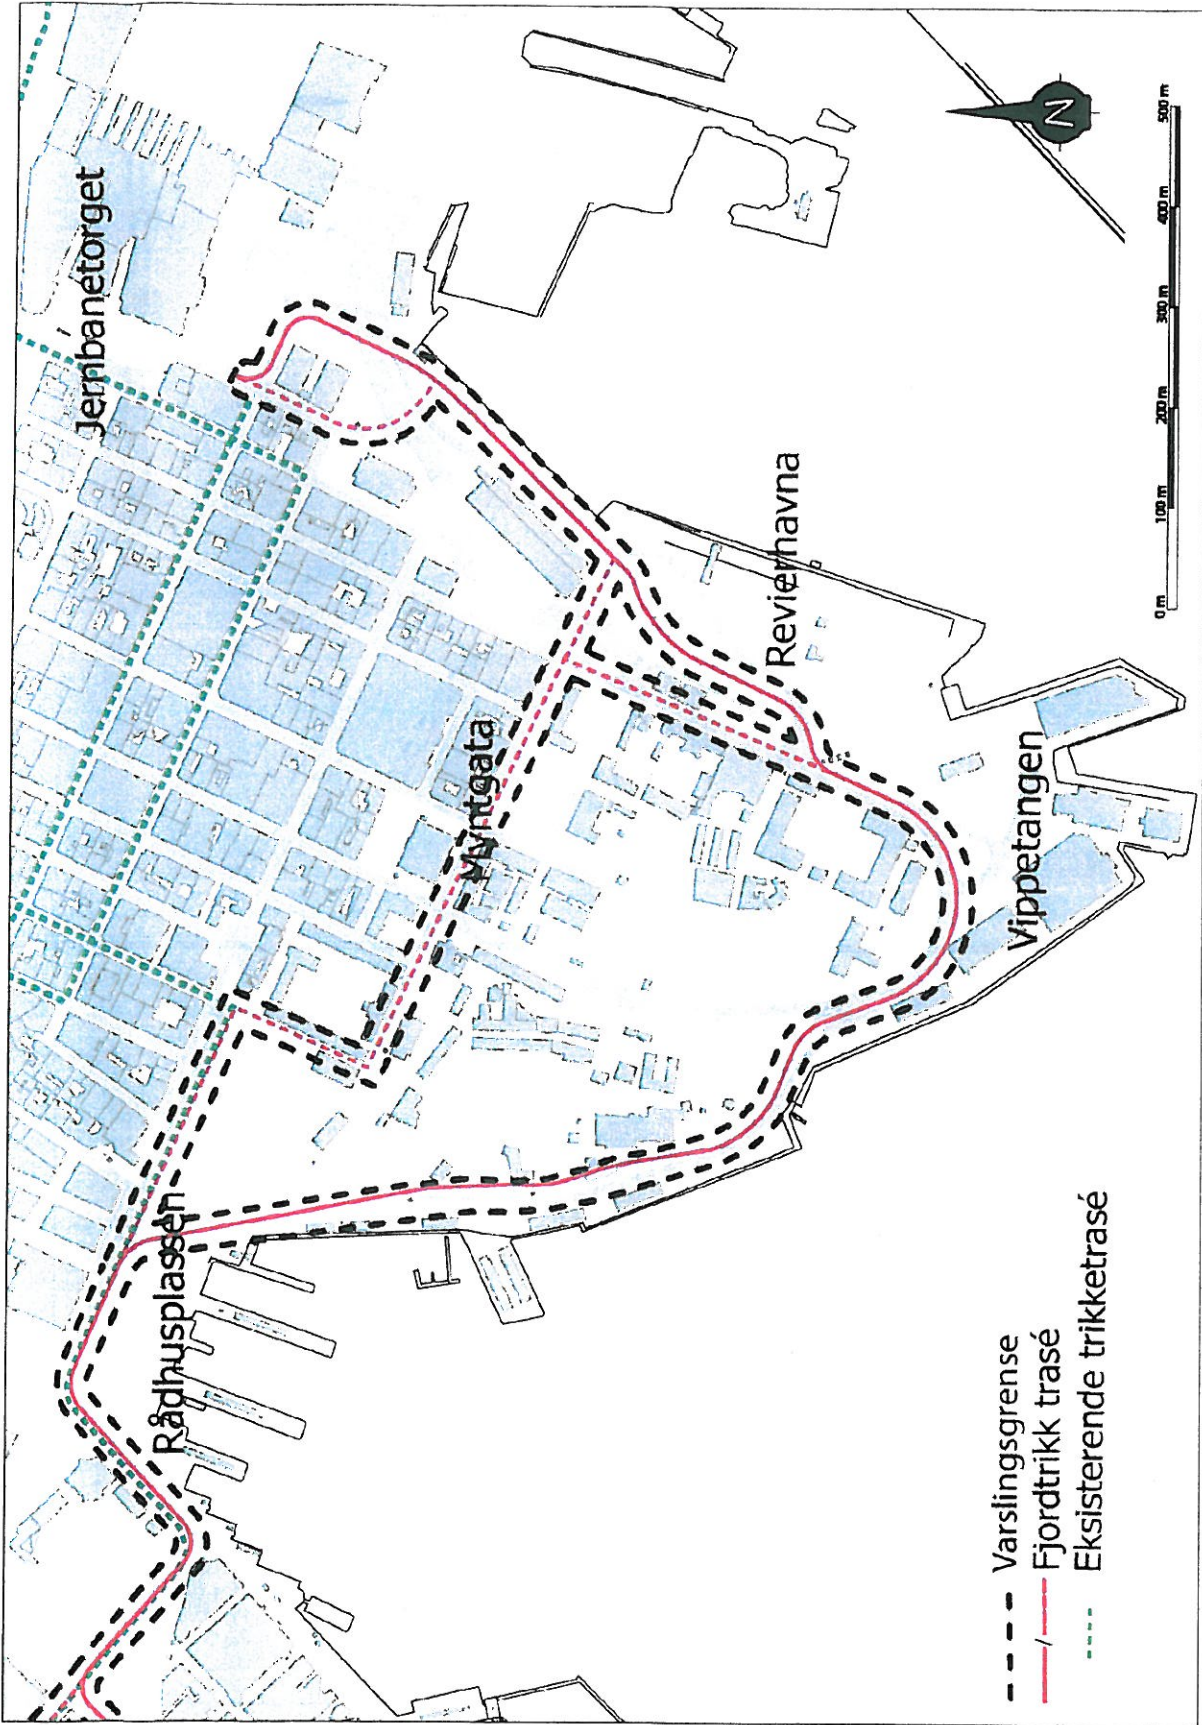 Jernbanetorget
Rådhusplassen
Myntgata
Revierhavna
Vippetangen
N
0 m 100 m 200 m 300 m 400 m 500 m
Varslingsgrense
Fjordtrikk trasé
Eksisterende trikketrasé